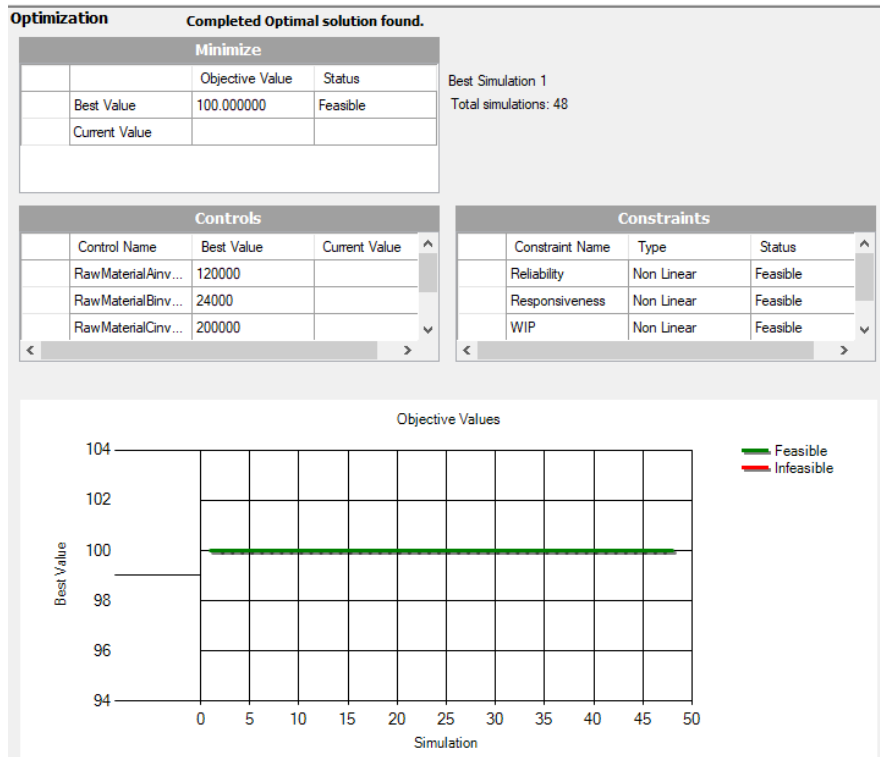 Optimization Completed Optimal solution found.
Minimize
Objective Value Status
Best Value 100.000000 Feasible
Current Value
Best Simulation 1
Total simulations: 48
Controls
Control Name Best Value Current Value
RawMaterialAinv... 120000
RawMaterialBinv... 24000
RawMaterialCinv... 200000
Constraints
Constraint Name Type Status
Reliability Non Linear Feasible
Responsiveness Non Linear Feasible
WIP Non Linear Feasible
Objective Values
104
102
100
98
96
94
Best Value
0 5 10 15 20 25 30 35 40 45 50
Simulation
Feasible
Infeasible